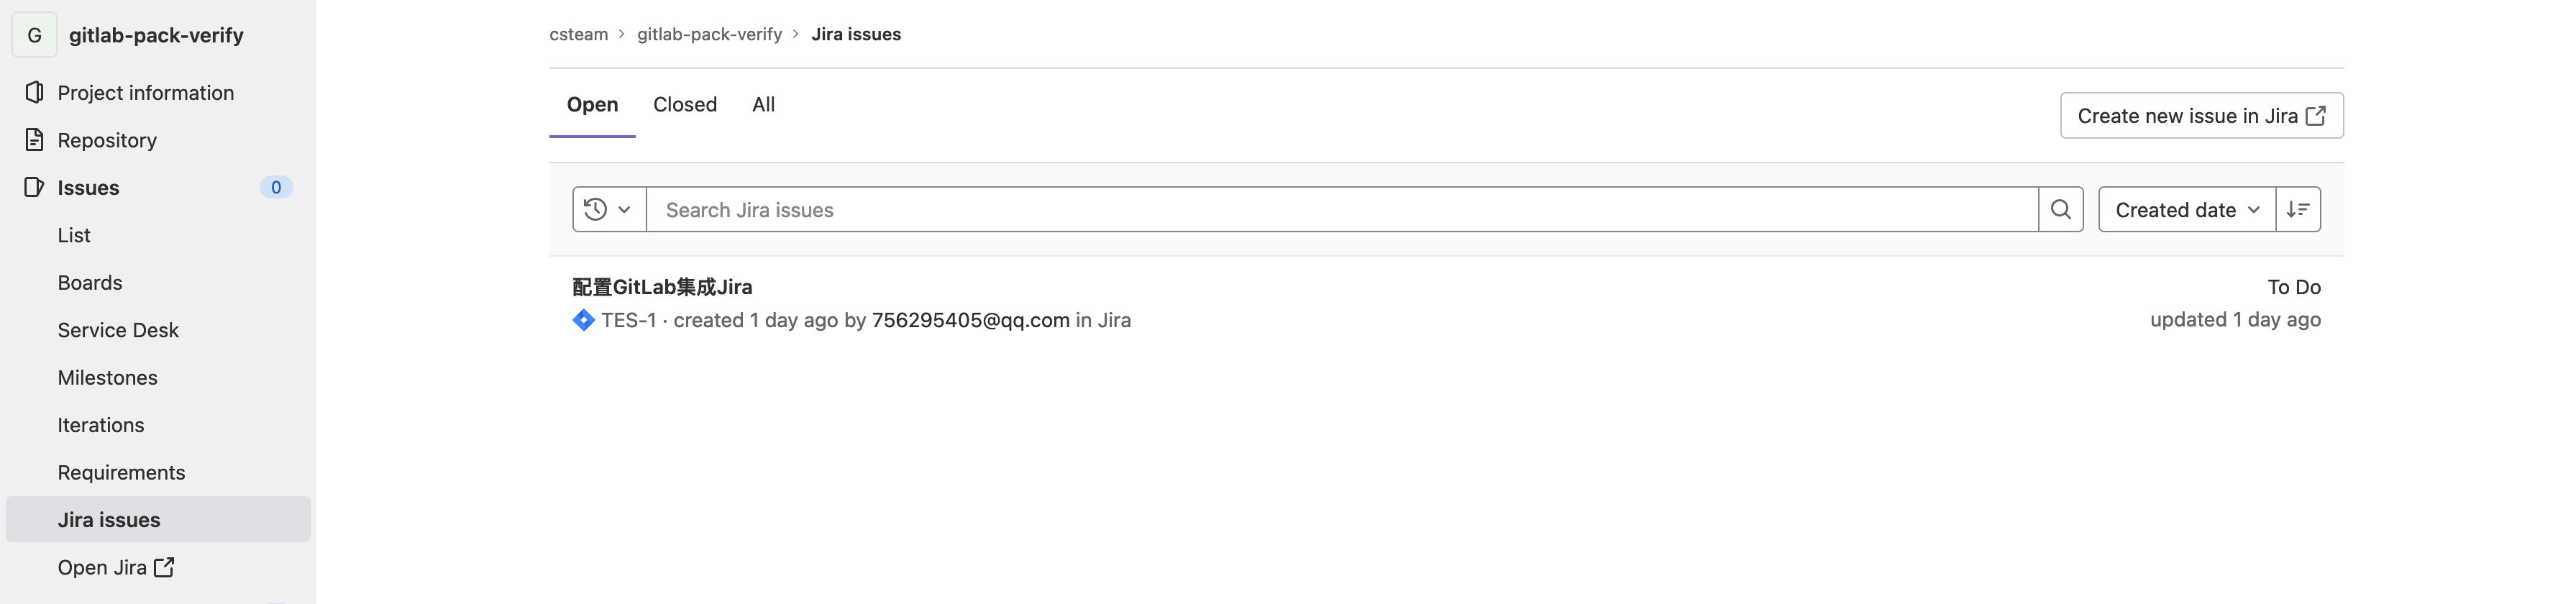 G gitlab-pack-verify
Project information
Repository
Issues 0
List
Boards
Service Desk
Milestones
Iterations
Requirements
Jira issues
Open Jira
csteam > gitlab-pack-verify > Jira issues
Open Closed All
Create new issue in Jira
Search Jira issues
Created date
配置GitLab集成Jira
To Do
TES-1 · created 1 day ago by 756295405@qq.com in Jira
updated 1 day ago